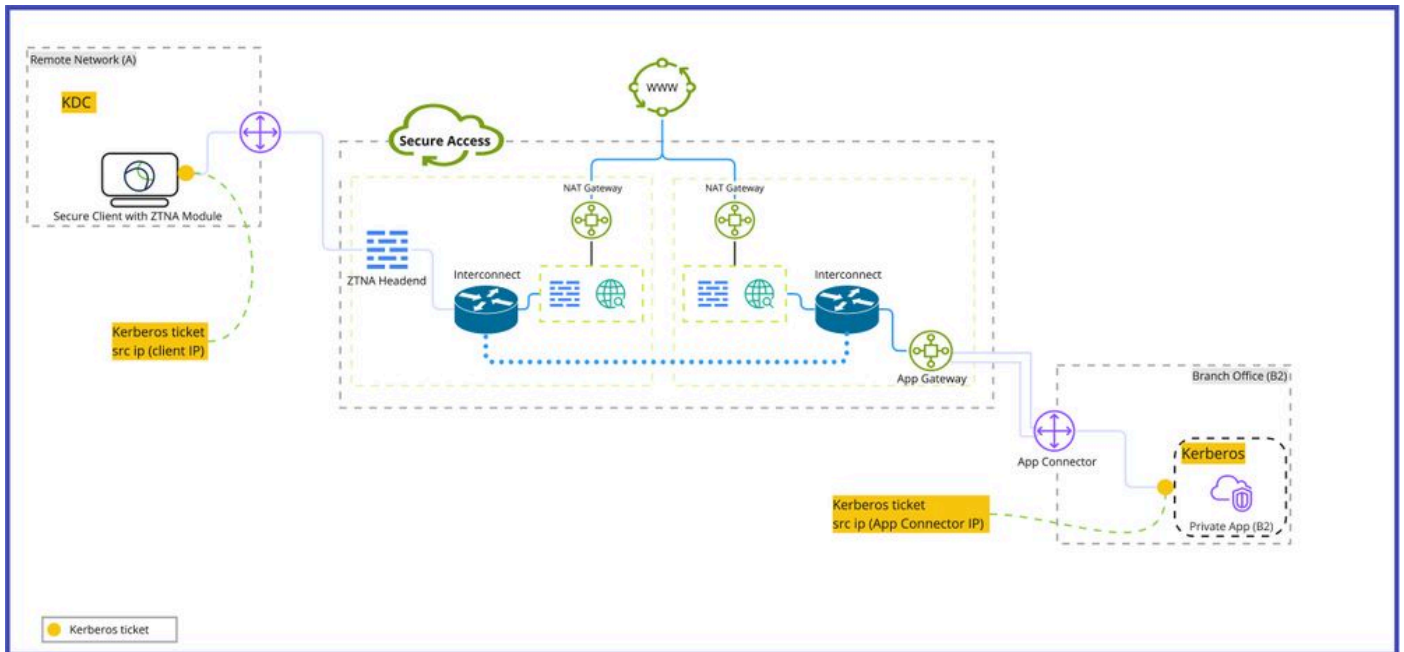 Remote Network (A)
KDC
Secure Client with ZTNA Module
Kerberos ticket
src ip (client IP)
Secure Access
www
NAT Gateway
NAT Gateway
ZTNA Headend
Interconnect
Interconnect
App Gateway
Branch Office (B2)
App Connector
Kerberos
Private App (B2)
Kerberos ticket
src ip (App Connector IP)
Kerberos ticket